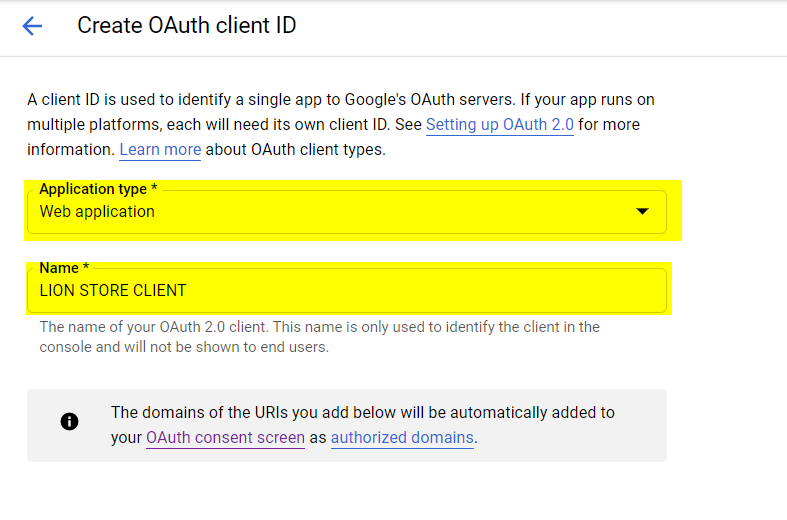 Create OAuth client ID
A client ID is used to identify a single app to Google's OAuth servers. If your app runs on
multiple platforms, each will need its own client ID. See Setting up OAuth 2.0 for more
information. Learn more about OAuth client types.
Application type *
Web application
Name *
LION STORE CLIENT
The name of your OAuth 2.0 client. This name is only used to identify the client in the
console and will not be shown to end users.
The domains of the URIs you add below will be automatically added to
your OAuth consent screen as authorized domains.